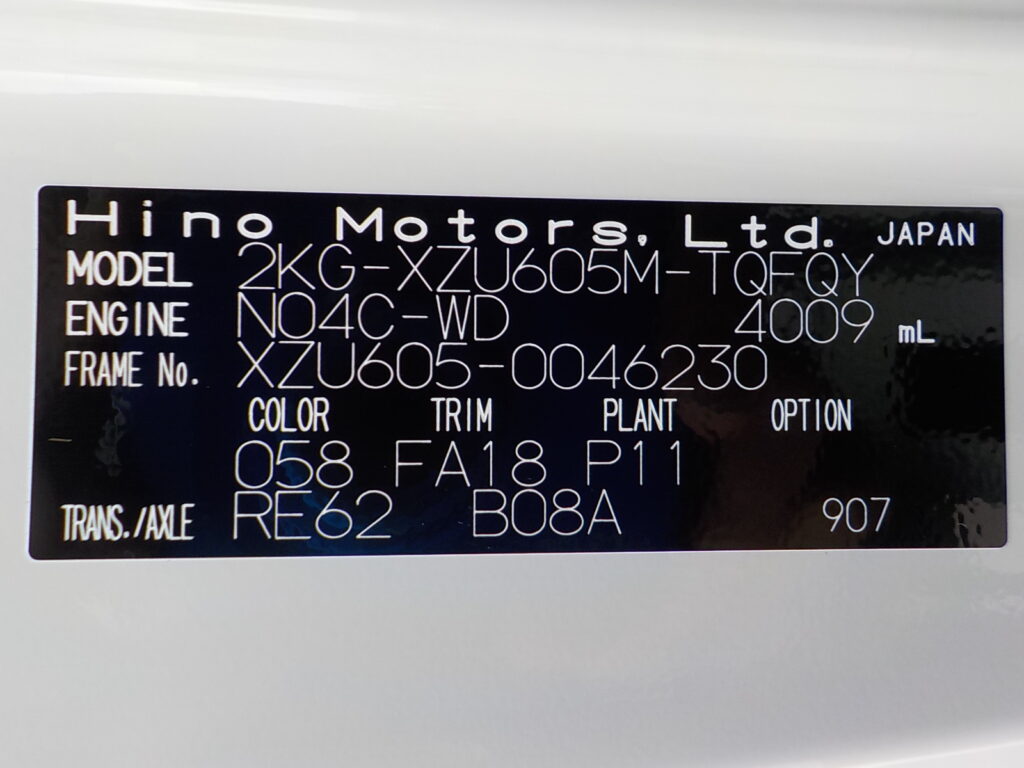 Hino Motors, Ltd. JAPAN
MODEL 2KG-XZU605M-TQFQY
ENGINE N04C-WD 4009 mL
FRAME No. XZU605-0046230
COLOR TRIM PLANT OPTION
058 FA18 P11
TRANS./AXLE RE62 B08A 907